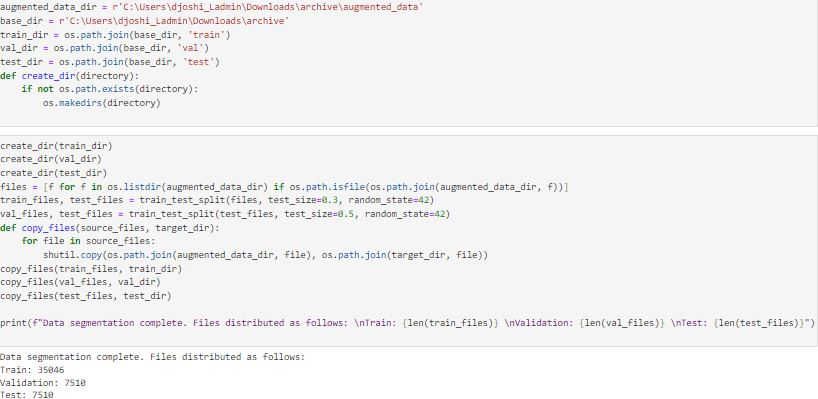 augmented_data_dir = r'C:\Users\djoshi_Ladmin\Downloads\archive\augmented_data'
base_dir = r'C:\Users\djoshi_Ladmin\Downloads\archive'
train_dir = os.path.join(base_dir, 'train')
val_dir = os.path.join(base_dir, 'val')
test_dir = os.path.join(base_dir, 'test')
def create_dir(directory):
    if not os.path.exists(directory):
        os.makedirs(directory)
create_dir(train_dir)
create_dir(val_dir)
create_dir(test_dir)
files = [f for f in os.listdir(augmented_data_dir) if os.path.isfile(os.path.join(augmented_data_dir, f))]
train_files, test_files = train_test_split(files, test_size=0.3, random_state=42)
val_files, test_files = train_test_split(test_files, test_size=0.5, random_state=42)
def copy_files(source_files, target_dir):
    for file in source_files:
        shutil.copy(os.path.join(augmented_data_dir, file), os.path.join(target_dir, file))
copy_files(train_files, train_dir)
copy_files(val_files, val_dir)
copy_files(test_files, test_dir)
print(f"Data segmentation complete. Files distributed as follows: \nTrain: {len(train_files)} \nValidation: {len(val_files)} \nTest: {len(test_files)}")
Data segmentation complete. Files distributed as follows:
Train: 35046
Validation: 7510
Test: 7510